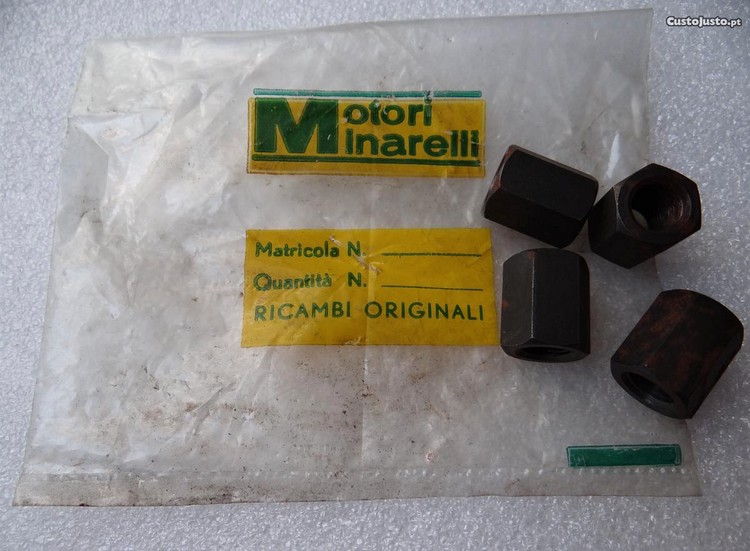 CustoJusto.pt
Motori
Minarelli
Matricola N.
Quantità N.
RICAMBI ORIGINALI